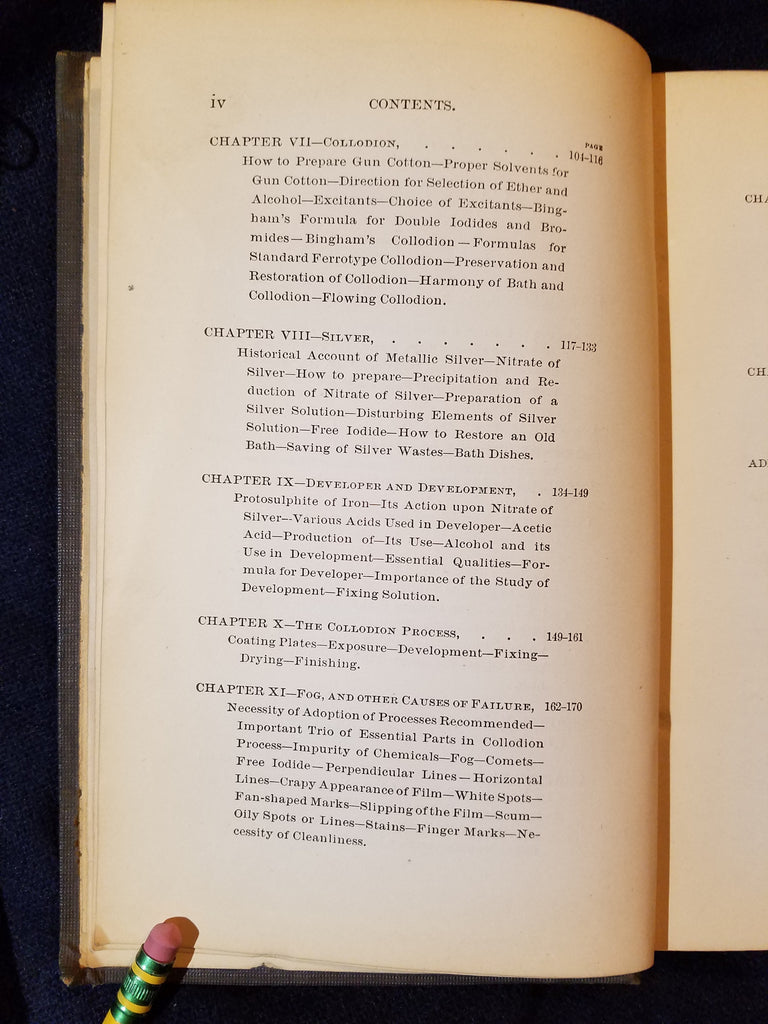 iv CONTENTS.
PAGE
CHAPTER VII—COLLODION, . . . . . . 104–116
How to Prepare Gun Cotton—Proper Solvents for
Gun Cotton—Direction for Selection of Ether and
Alcohol—Excitants—Choice of Excitants—Bing-
ham's Formula for Double Iodides and Bro-
mides—Bingham's Collodion—Formulas for
Standard Ferrotype Collodion—Preservation and
Restoration of Collodion—Harmony of Bath and
Collodion—Flowing Collodion.
CHAPTER VIII—SILVER, . . . . . . . 117–133
Historical Account of Metallic Silver—Nitrate of
Silver—How to prepare—Precipitation and Re-
duction of Nitrate of Silver—Preparation of a
Silver Solution—Disturbing Elements of Silver
Solution—Free Iodide—How to Restore an Old
Bath—Saving of Silver Wastes—Bath Dishes.
CHAPTER IX—DEVELOPER AND DEVELOPMENT, . 134–149
Protosulphite of Iron—Its Action upon Nitrate of
Silver—Various Acids Used in Developer—Acetic
Acid—Production of—Its Use—Alcohol and its
Use in Development—Essential Qualities—For-
mula for Developer—Importance of the Study of
Development—Fixing Solution.
CHAPTER X—THE COLLODION PROCESS, . . . 149–161
Coating Plates—Exposure—Development—Fixing—
Drying—Finishing.
CHAPTER XI—FOG, AND OTHER CAUSES OF FAILURE, 162–170
Necessity of Adoption of Processes Recommended—
Important Trio of Essential Parts in Collodion
Process—Impurity of Chemicals—Fog—Comets—
Free Iodide—Perpendicular Lines—Horizontal
Lines—Crapy Appearance of Film—White Spots—
Fan-shaped Marks—Slipping of the Film—Scum—
Oily Spots or Lines—Stains—Finger Marks—Ne-
cessity of Cleanliness.
CHA
CH
AD